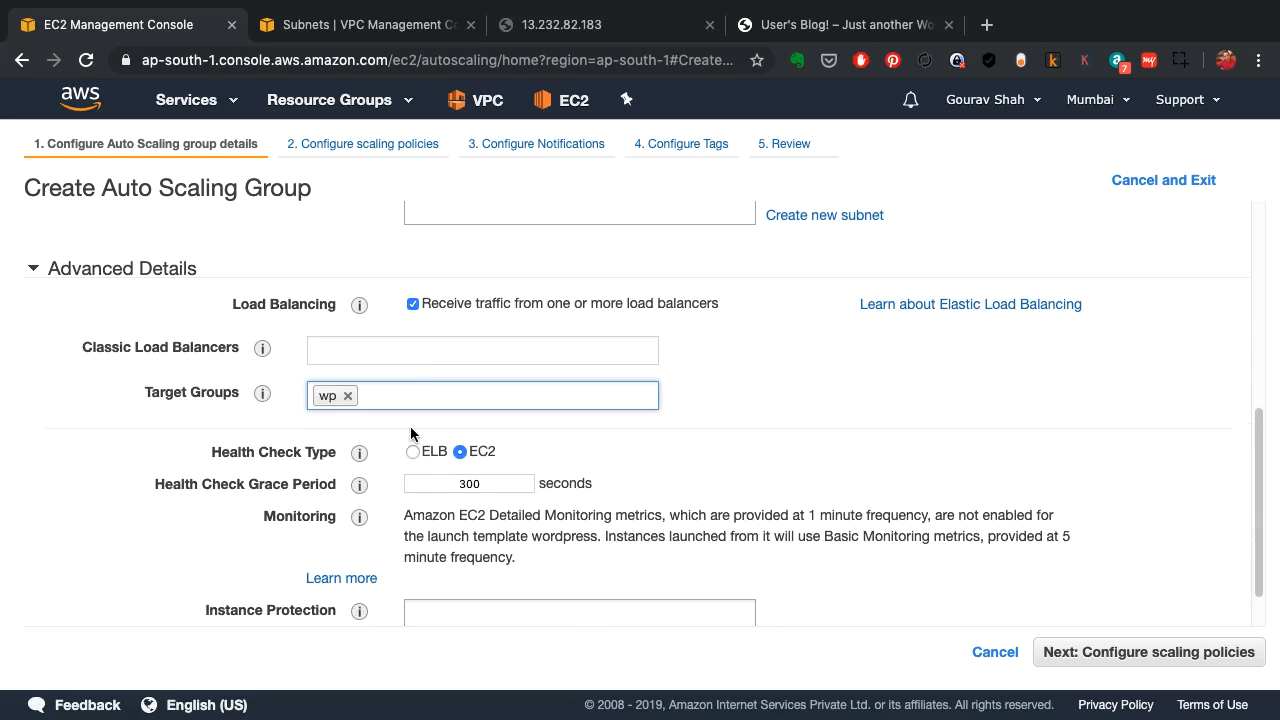 EC2 Management Console
Subnets | VPC Management Co
13.232.82.183
User's Blog! – Just another Wo
ap-south-1.console.aws.amazon.com/ec2/autoscaling/home?region=ap-south-1#Create...
7
my
aws
Services
Resource Groups
VPC
EC2
Gourav Shah
Mumbai
Support
1. Configure Auto Scaling group details
2. Configure scaling policies
3. Configure Notifications
4. Configure Tags
5. Review
Create Auto Scaling Group
Cancel and Exit
Create new subnet
Advanced Details
Load Balancing
Receive traffic from one or more load balancers
Learn about Elastic Load Balancing
Classic Load Balancers
Target Groups
wp
Health Check Type
ELB
EC2
Health Check Grace Period
300
seconds
Monitoring
Amazon EC2 Detailed Monitoring metrics, which are provided at 1 minute frequency, are not enabled for
the launch template wordpress. Instances launched from it will use Basic Monitoring metrics, provided at 5
minute frequency.
Learn more
Instance Protection
Cancel
Next: Configure scaling policies
Feedback
English (US)
© 2008 - 2019, Amazon Internet Services Private Ltd. or its affiliates. All rights reserved.
Privacy Policy
Terms of Use